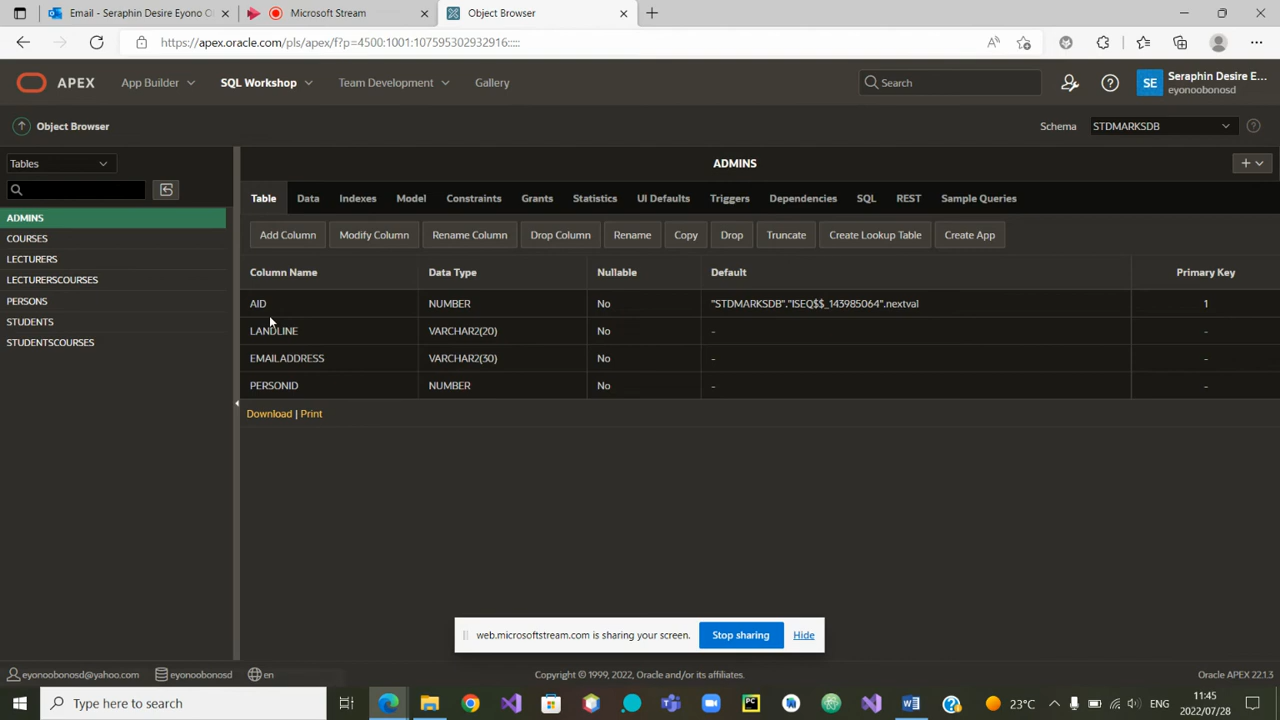 Email - Seraphin Desire Eyono O
Microsoft Stream
Object Browser
https://apex.oracle.com/pls/apex/f?p=4500:1001:107595302932916:::::
APEX
App Builder
SQL Workshop
Team Development
Gallery
Search
SE
Seraphin Desire E...
eyonoobonosd
Object Browser
Schema
STDMARKSDB
Tables
ADMINS
COURSES
LECTURERS
LECTURERSCOURSES
PERSONS
STUDENTS
STUDENTSCOURSES
ADMINS
Table Data Indexes Model Constraints Grants Statistics UI Defaults Triggers Dependencies SQL REST Sample Queries
Add Column Modify Column Rename Column Drop Column Rename Copy Drop Truncate Create Lookup Table Create App
Column Name Data Type Nullable Default Primary Key
AID NUMBER No "STDMARKSDB"."ISEQ$$_143985064".nextval 1
LANDLINE VARCHAR2(20) No - -
EMAILADDRESS VARCHAR2(30) No - -
PERSONID NUMBER No - -
Download | Print
web.microsoftstream.com is sharing your screen.
Stop sharing
Hide
eyonoobonosd@yahoo.com
eyonoobonosd
en
Copyright © 1999, 2022, Oracle and/or its affiliates.
Oracle APEX 22.1.3
Type here to search
23°C
ENG
11:45
2022/07/28